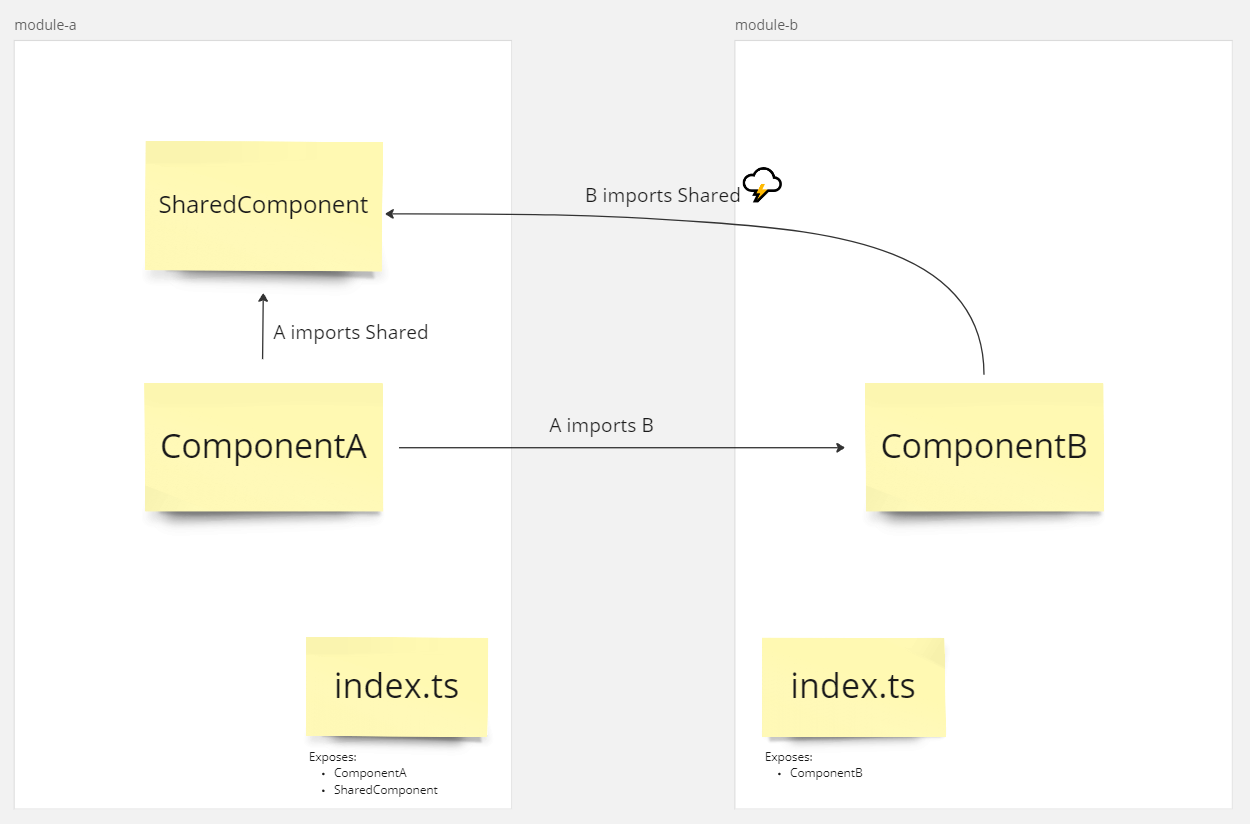 module-a
module-b
SharedComponent
B imports Shared
A imports Shared
ComponentA
A imports B
ComponentB
index.ts
Exposes:
• ComponentA
• SharedComponent
index.ts
Exposes:
• ComponentB